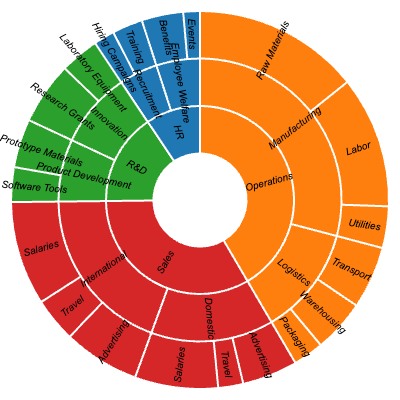 Operations
Manufacturing
Raw Materials
Labor
Utilities
Logistics
Transport
Warehousing
Packaging
Sales
Domestic
Advertising
Travel
Salaries
International
Advertising
Travel
Salaries
R&D
Product Development
Software Tools
Prototype Materials
Innovation
Research Grants
Laboratory Equipment
HR
Recruitment
Hiring Campaigns
Training
Employee Welfare
Benefits
Events